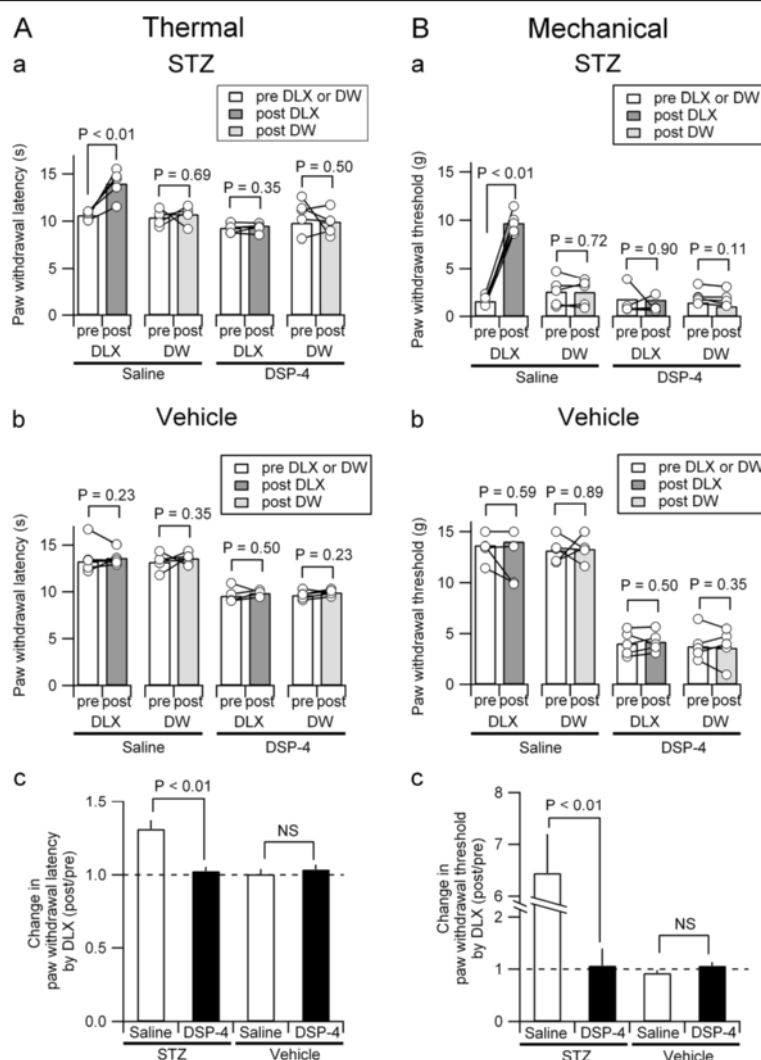 A Thermal
a STZ
pre DLX or DW
post DLX
post DW
P < 0.01
P = 0.69
P = 0.35
P = 0.50
Paw withdrawal latency (s)
15
10
5
0
pre post pre post pre post pre post
DLX DW DLX DW
Saline DSP-4
b Vehicle
pre DLX or DW
post DLX
post DW
P = 0.23
P = 0.35
P = 0.50
P = 0.23
Paw withdrawal latency (s)
15
10
5
0
pre post pre post pre post pre post
DLX DW DLX DW
Saline DSP-4
c
P < 0.01
NS
Change in
paw withdrawal latency
by DLX (post/pre)
1.5
1.0
0.5
0.0
Saline DSP-4 Saline DSP-4
STZ Vehicle
B Mechanical
a STZ
pre DLX or DW
post DLX
post DW
P < 0.01
P = 0.72
P = 0.90
P = 0.11
Paw withdrawal threshold (g)
15
10
5
0
pre post pre post pre post pre post
DLX DW DLX DW
Saline DSP-4
b Vehicle
pre DLX or DW
post DLX
post DW
P = 0.59
P = 0.89
P = 0.50
P = 0.35
Paw withdrawal threshold (g)
15
10
5
0
pre post pre post pre post pre post
DLX DW DLX DW
Saline DSP-4
c
P < 0.01
NS
Change in
paw withdrawal threshold
by DLX (post/pre)
8
7
6
2
1
0
Saline DSP-4 Saline DSP-4
STZ Vehicle